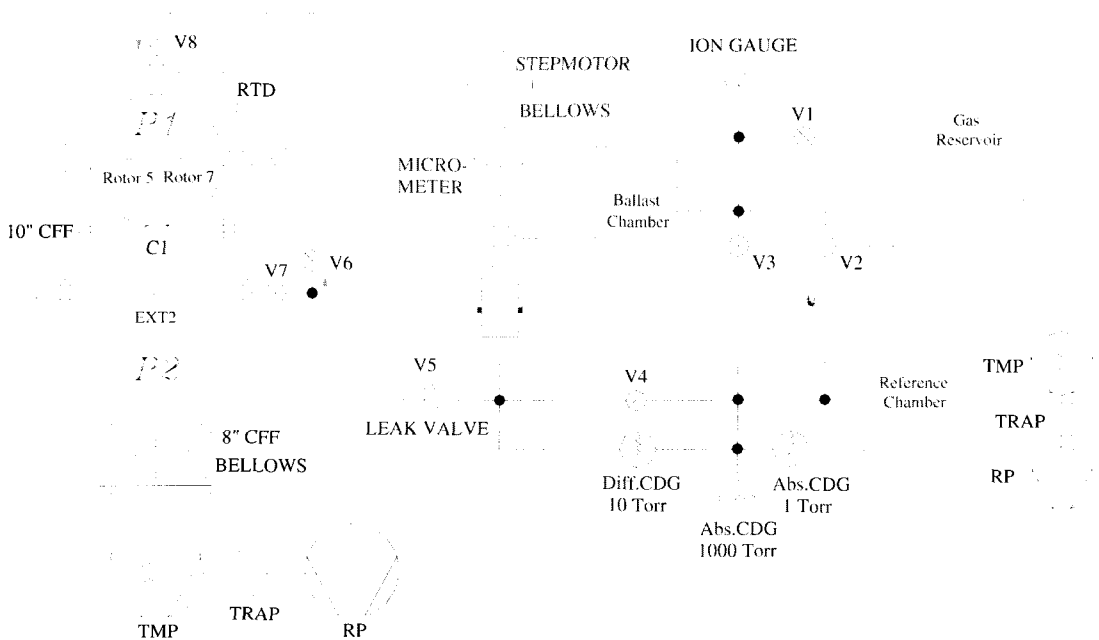 V8
RTD
P1
Rotor 5 Rotor 7
10" CFF
C1
V7
V6
EXT2
P2
8" CFF
BELLOWS
TMP
TRAP
RP
STEPMOTOR
BELLOWS
MICRO-
METER
V5
LEAK VALVE
ION GAUGE
V1
Gas
Reservoir
Ballast
Chamber
V3
V2
V4
Reference
Chamber
Diff.CDG
10 Torr
Abs.CDG
1 Torr
Abs.CDG
1000 Torr
TMP
TRAP
RP